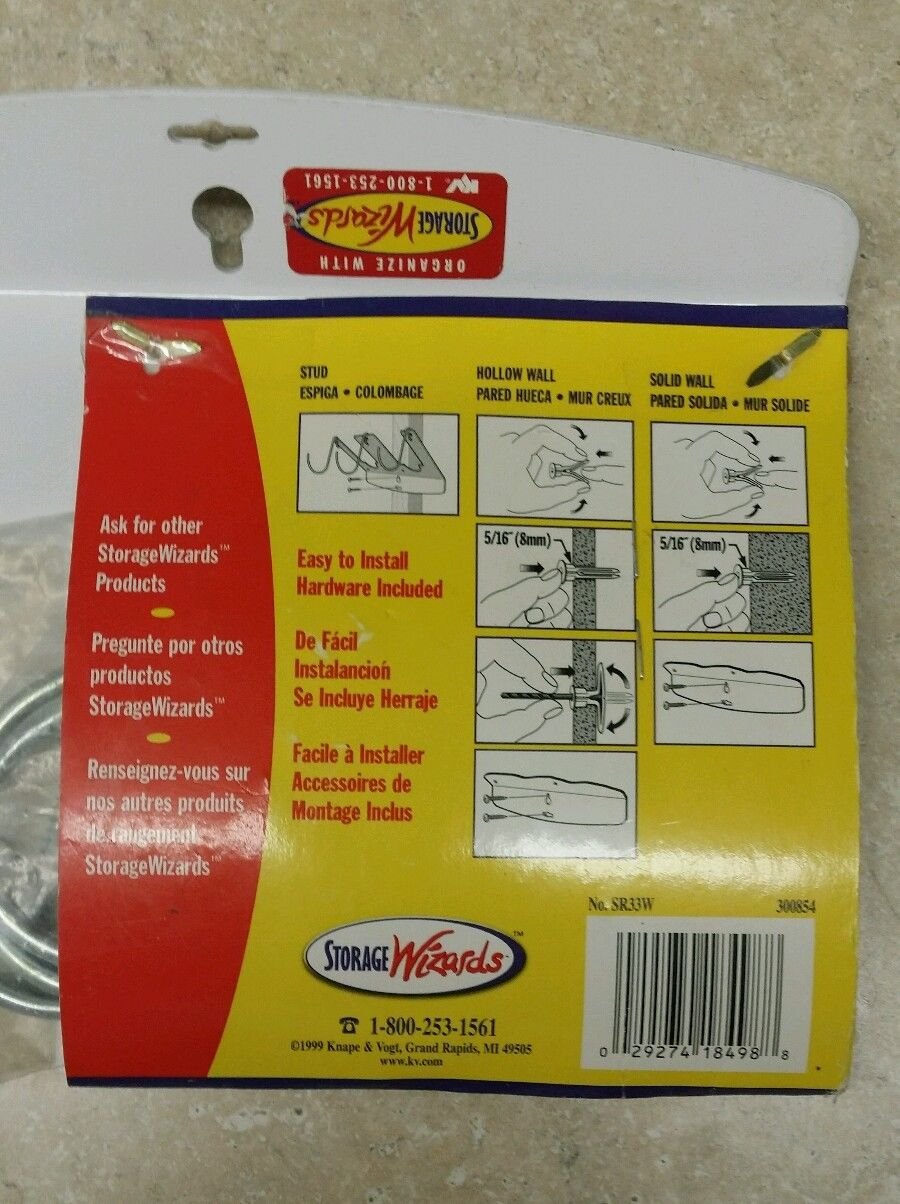 ORGANIZE WITH
STORAGE Wizards
KV 1-800-253-1561
STUD
ESPIGA • COLOMBAGE
HOLLOW WALL
PARED HUECA • MUR CREUX
SOLID WALL
PARED SOLIDA • MUR SOLIDE
5/16" (8mm)
5/16" (8mm)
Ask for other
StorageWizards™
Products
Pregunte por otros
productos
StorageWizards™
Renseignez-vous sur
nos autres produits
de rangement
StorageWizards™
Easy to Install
Hardware Included
De Fácil
Instalanción
Se Incluye Herraje
Facile à Installer
Accessoires de
Montage Inclus
STORAGE Wizards™
☎ 1-800-253-1561
©1999 Knape & Vogt, Grand Rapids, MI 49505
www.kv.com
No. SR33W 300854
0 29274 18498 8